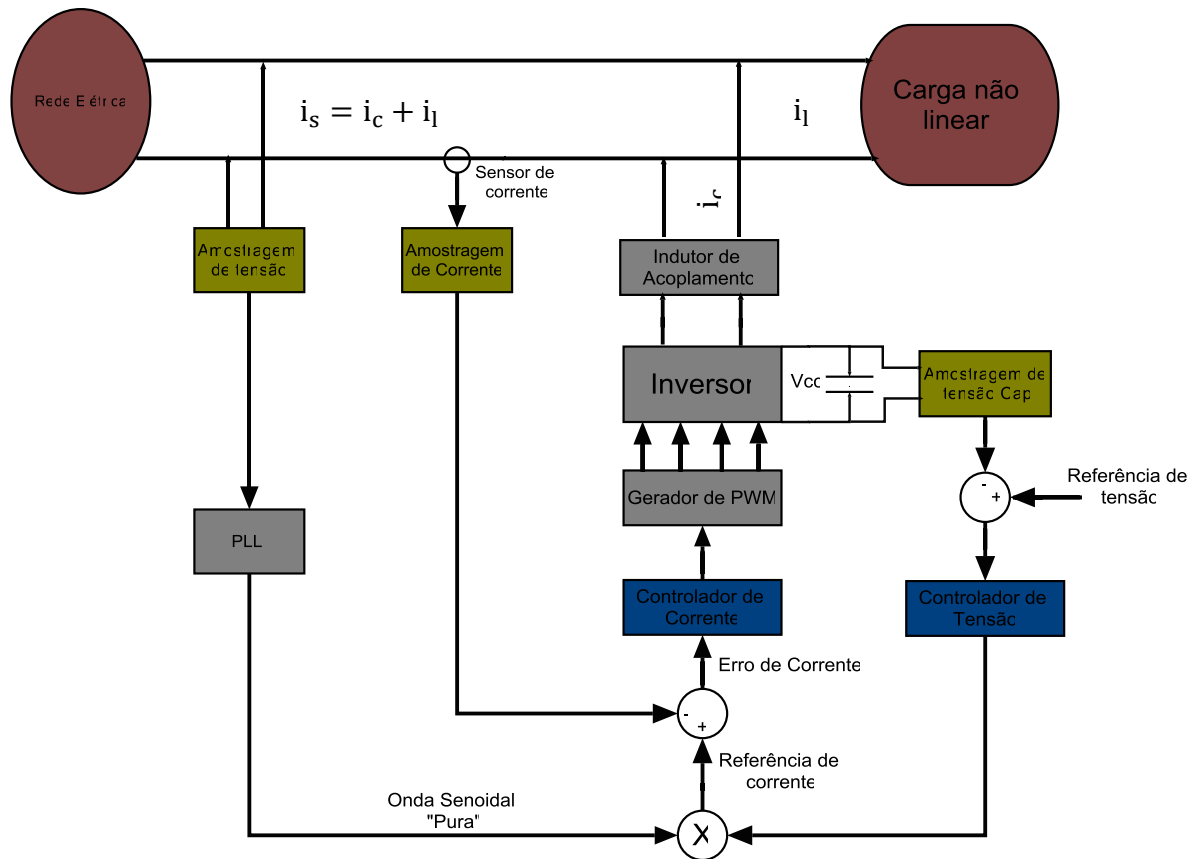 Rede Elétrica
i_s = i_c + i_l
i_l
Carga não
linear
Sensor de
corrente
i_c
Amostragem
de tensão
Amostragem
de Corrente
Indutor de
Acoplamento
Inversor
Vcc
Amostragem de
tensão Cap
Gerador de PWM
-
+
Referência de
tensão
PLL
Controlador de
Corrente
Controlador de
Tensão
Erro de Corrente
-
+
Referência de
corrente
Onda Senoidal
"Pura"
X